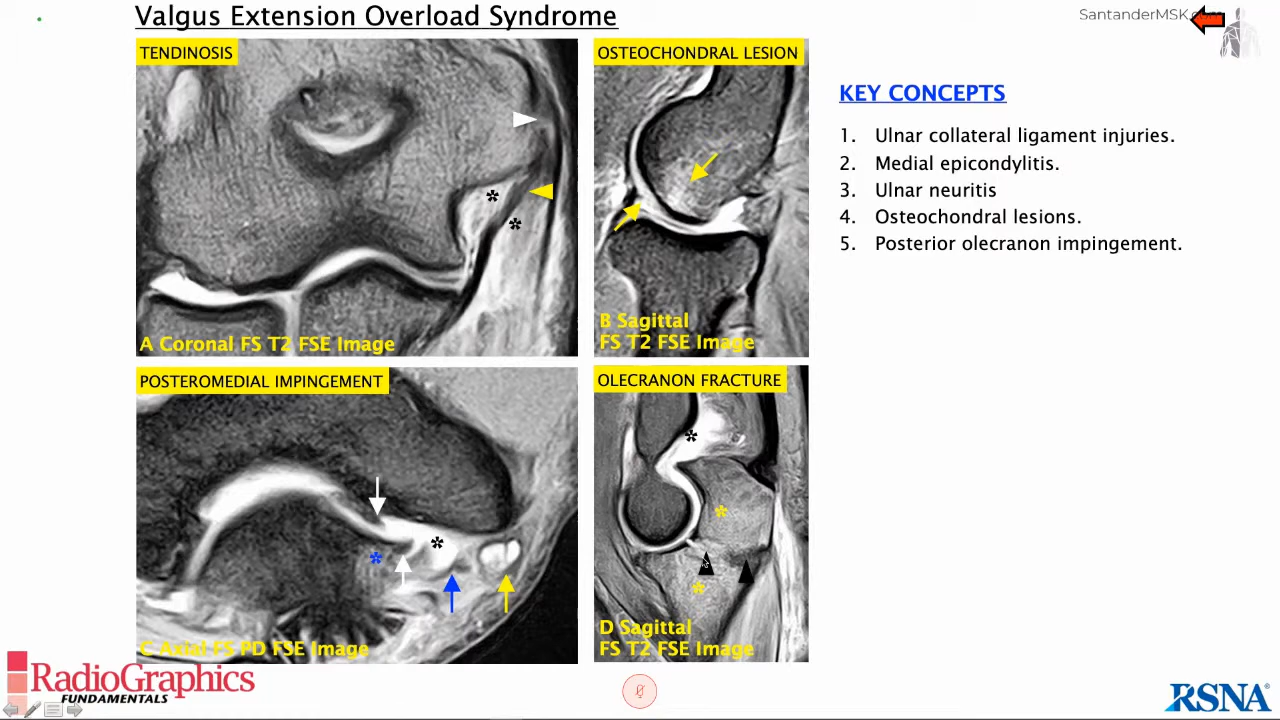 Valgus Extension Overload Syndrome
SantanderMSK.com
TENDINOSIS
A Coronal FS T2 FSE Image
OSTEOCHONDRAL LESION
B Sagittal
FS T2 FSE Image
KEY CONCEPTS
1. Ulnar collateral ligament injuries.
2. Medial epicondylitis.
3. Ulnar neuritis
4. Osteochondral lesions.
5. Posterior olecranon impingement.
POSTEROMEDIAL IMPINGEMENT
C Axial FS PD FSE Image
OLECRANON FRACTURE
D Sagittal
FS T2 FSE Image
RadioGraphics
FUNDAMENTALS
RSNA